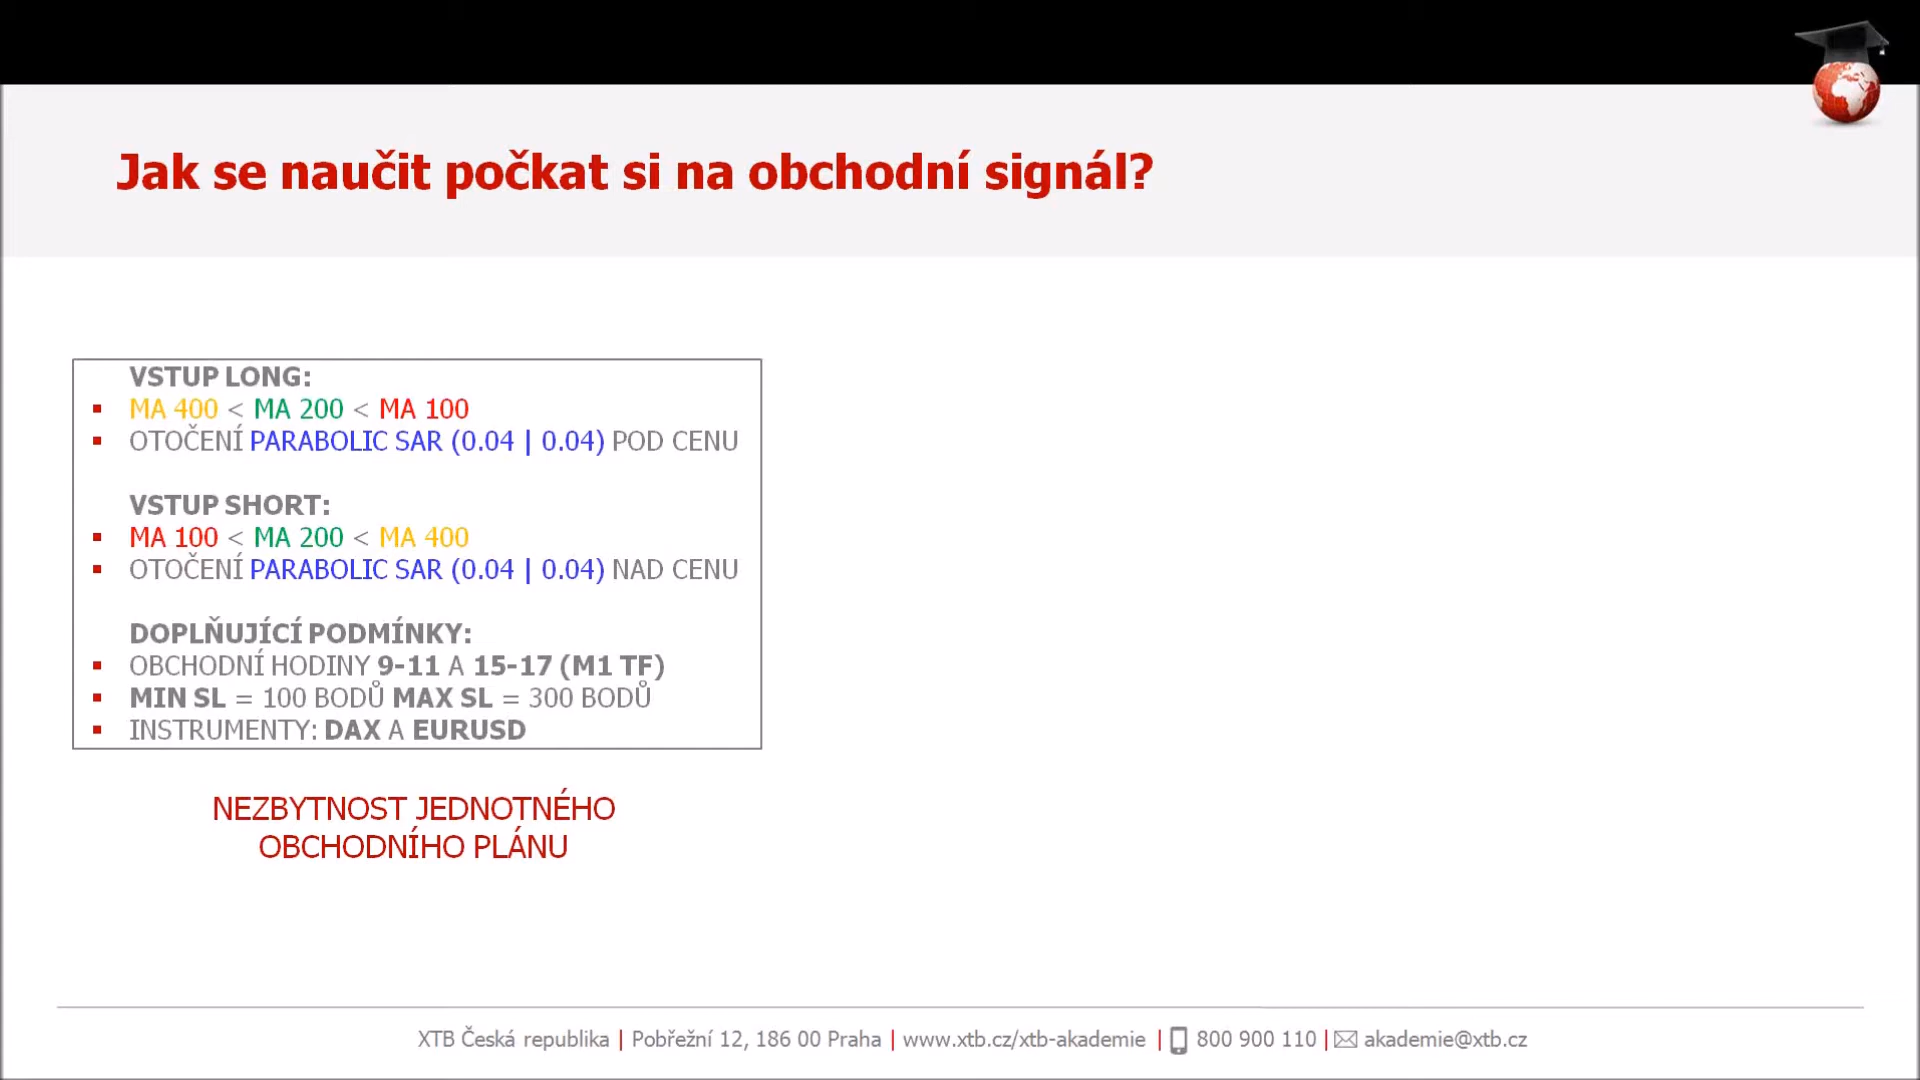 Jak se naučit počkat si na obchodní signál?
VSTUP LONG:
▪ MA 400 < MA 200 < MA 100
▪ OTOČENÍ PARABOLIC SAR (0.04 | 0.04) POD CENU
VSTUP SHORT:
▪ MA 100 < MA 200 < MA 400
▪ OTOČENÍ PARABOLIC SAR (0.04 | 0.04) NAD CENU
DOPLŇUJÍCÍ PODMÍNKY:
▪ OBCHODNÍ HODINY 9-11 A 15-17 (M1 TF)
▪ MIN SL = 100 BODŮ MAX SL = 300 BODŮ
▪ INSTRUMENTY: DAX A EURUSD
NEZBYTNOST JEDNOTNÉHO
OBCHODNÍHO PLÁNU
XTB Česká republika | Pobřežní 12, 186 00 Praha | www.xtb.cz/xtb-akademie | 800 900 110 | akademie@xtb.cz